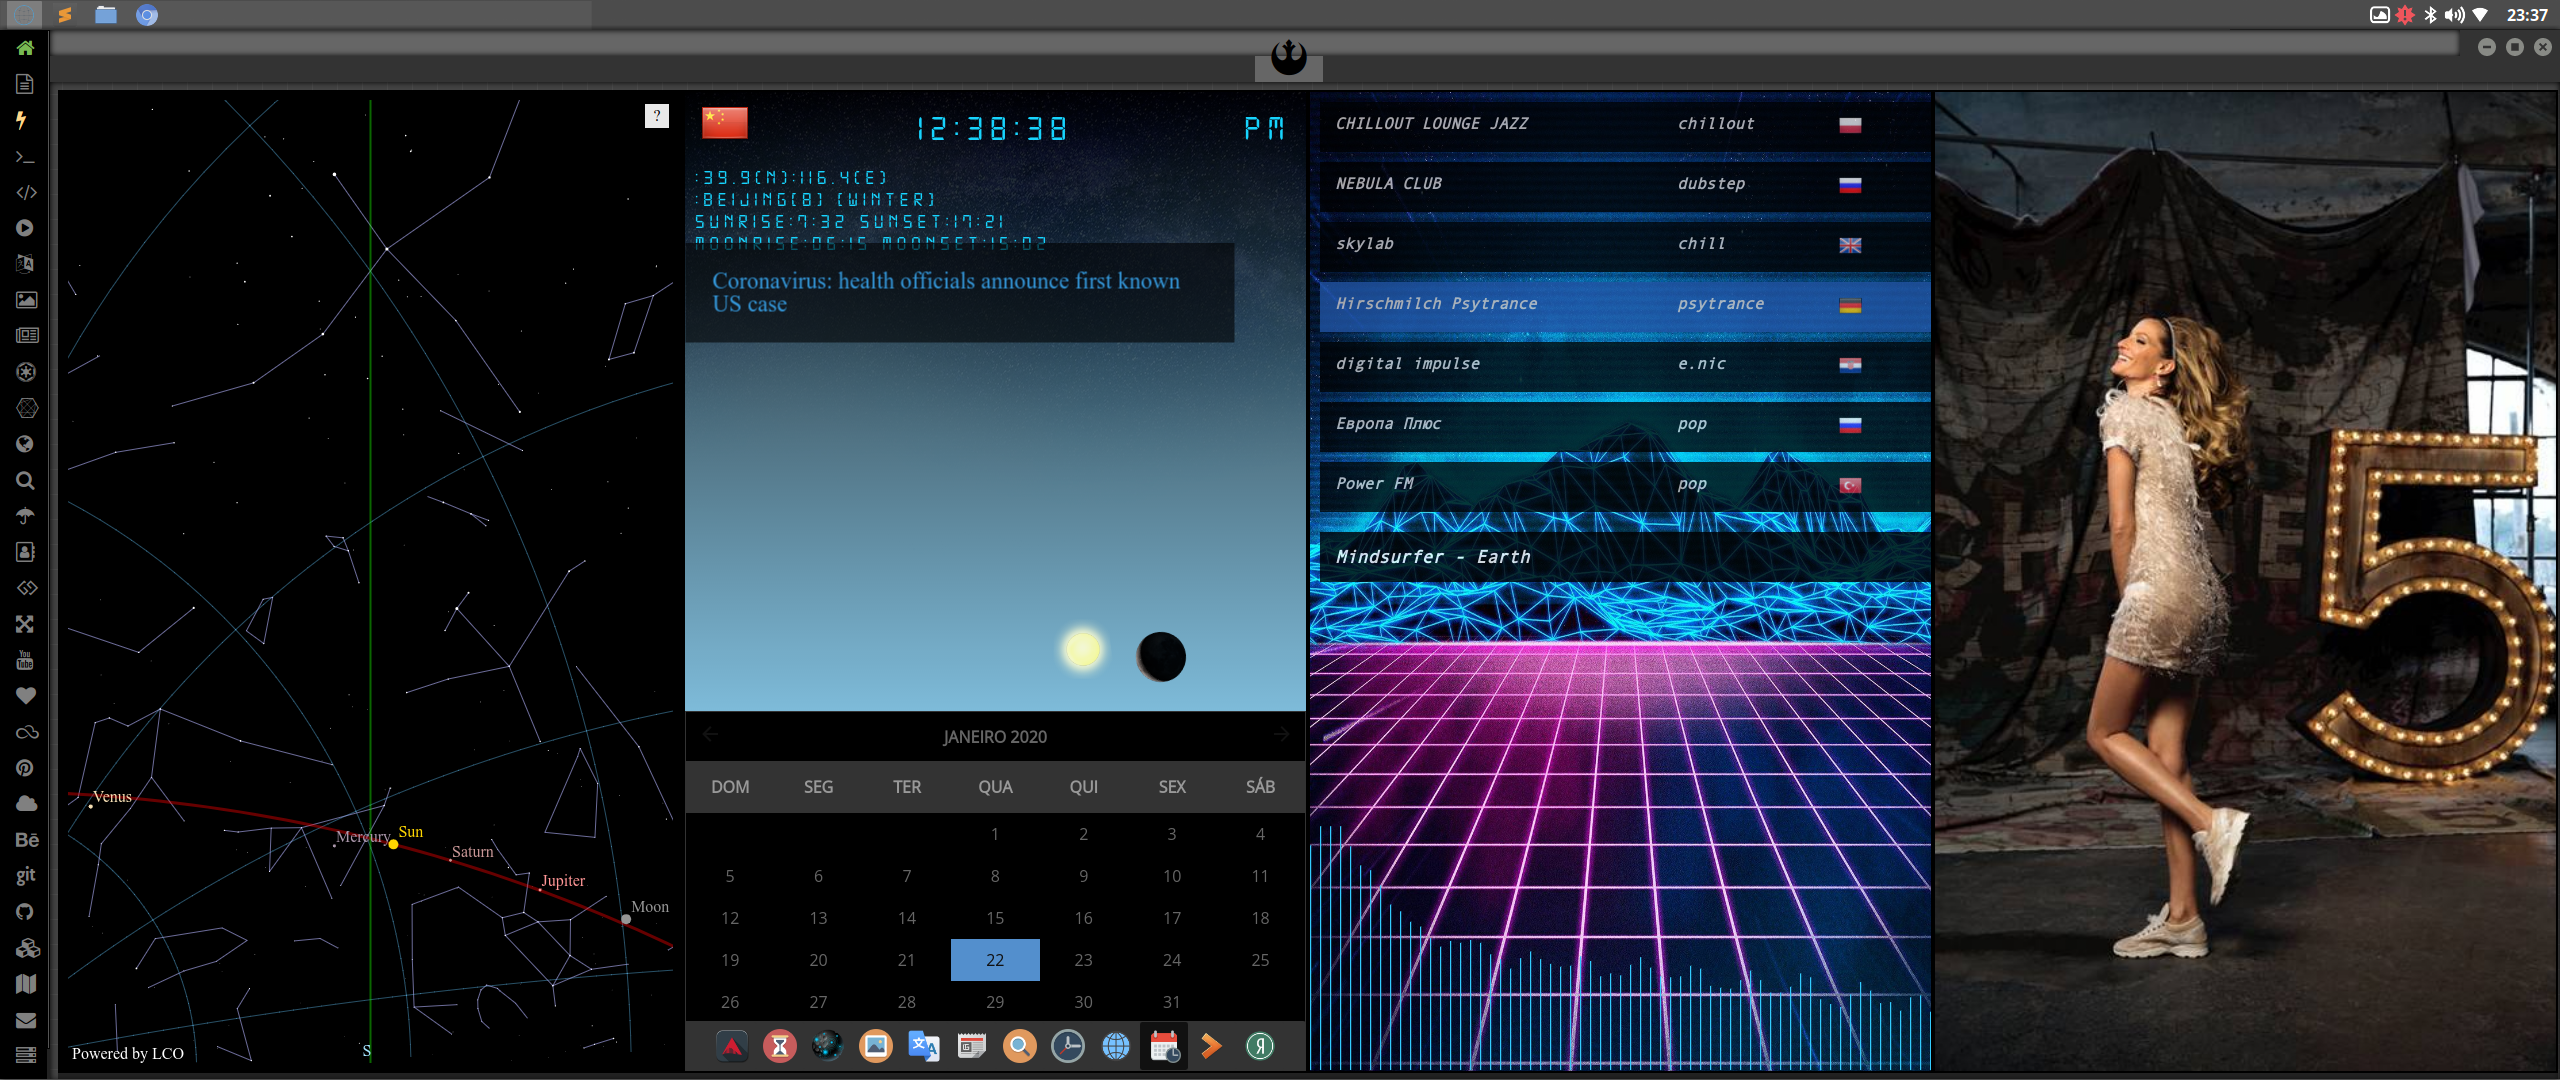 23:37
?
Venus
Mercury
Sun
Saturn
Jupiter
Moon
S
Powered by LCO
12:38:38 PM
:39.9(N):116.4(E)
:BEIJING(8) (WINTER)
SUNRISE:7:32 SUNSET:17:21
MOONRISE:06:15 MOONSET:15:02
Coronavirus: health officials announce first known
US case
JANEIRO 2020
DOM SEG TER QUA QUI SEX SÁB
1 2 3 4
5 6 7 8 9 10 11
12 13 14 15 16 17 18
19 20 21 22 23 24 25
26 27 28 29 30 31
CHILLOUT LOUNGE JAZZ chillout
NEBULA CLUB dubstep
skylab chill
Hirschmilch Psytrance psytrance
digital impulse e.nic
Европа Плюс pop
Power FM pop
Mindsurfer - Earth
5
You
Tube
Bē
git
文A
Я